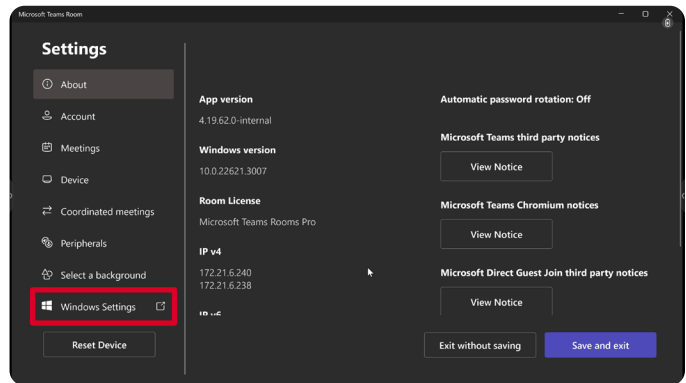 Microsoft Teams Room
Settings
About
Account
Meetings
Device
Coordinated meetings
Peripherals
Select a background
Windows Settings
Reset Device
App version
4.19.62.0-internal
Windows version
10.0.22621.3007
Room License
Microsoft Teams Rooms Pro
IP v4
172.21.6.240
172.21.6.238
IP v6
Automatic password rotation: Off
Microsoft Teams third party notices
View Notice
Microsoft Teams Chromium notices
View Notice
Microsoft Direct Guest Join third party notices
View Notice
Exit without saving
Save and exit